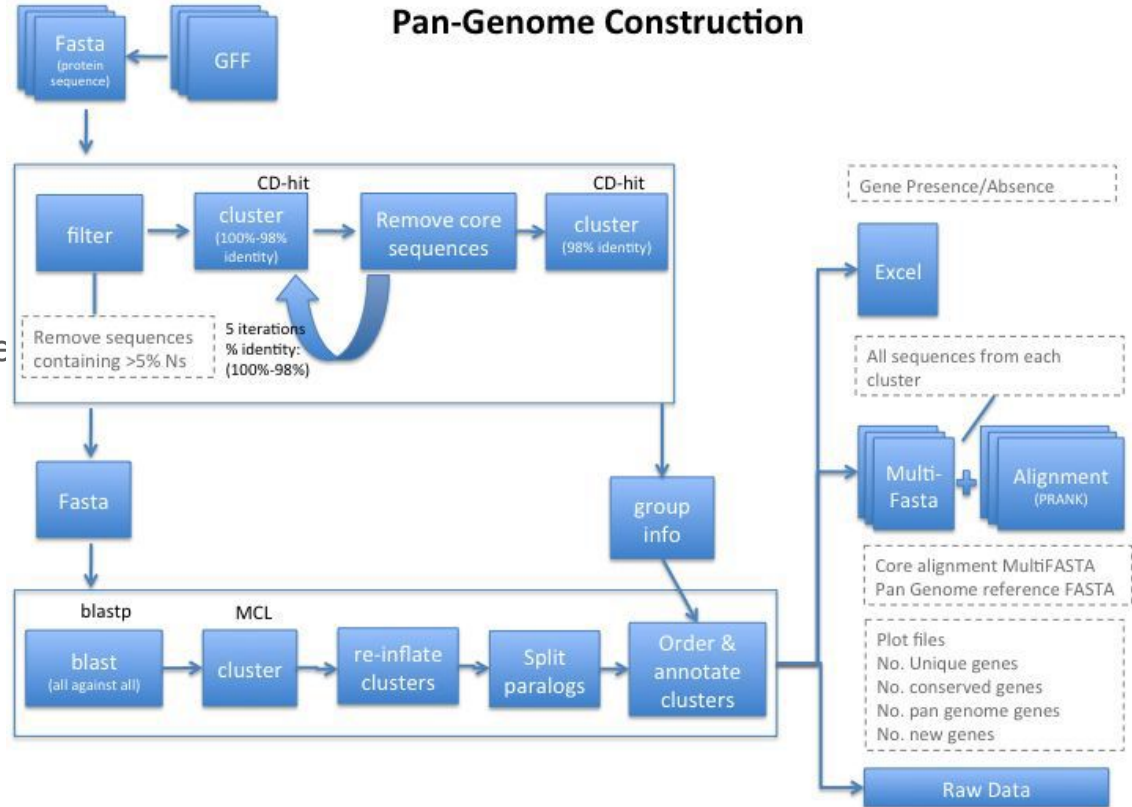 Pan-Genome Construction
Fasta
(protein
sequence)
GFF
CD-hit
CD-hit
filter
cluster
(100%-98%
identity)
Remove core
sequences
cluster
(98% identity)
Remove sequences
containing >5% Ns
5 iterations
% identity:
(100%-98%)
Fasta
group
info
blastp
MCL
blast
(all against all)
cluster
re-inflate
clusters
Split
paralogs
Order &
annotate
clusters
Gene Presence/Absence
Excel
All sequences from each
cluster
Multi-
Fasta
Alignment
(PRANK)
Core alignment MultiFASTA
Pan Genome reference FASTA
Plot files
No. Unique genes
No. conserved genes
No. pan genome genes
No. new genes
Raw Data